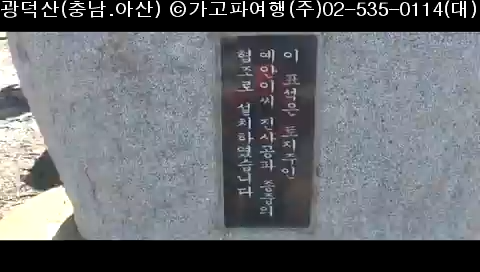 광덕산(충남.아산) ©가고파여행(주)02-535-0114(대)
이 표석은 토지주인
예안이씨 진사공파 종중의
협조로 설치하였습니다